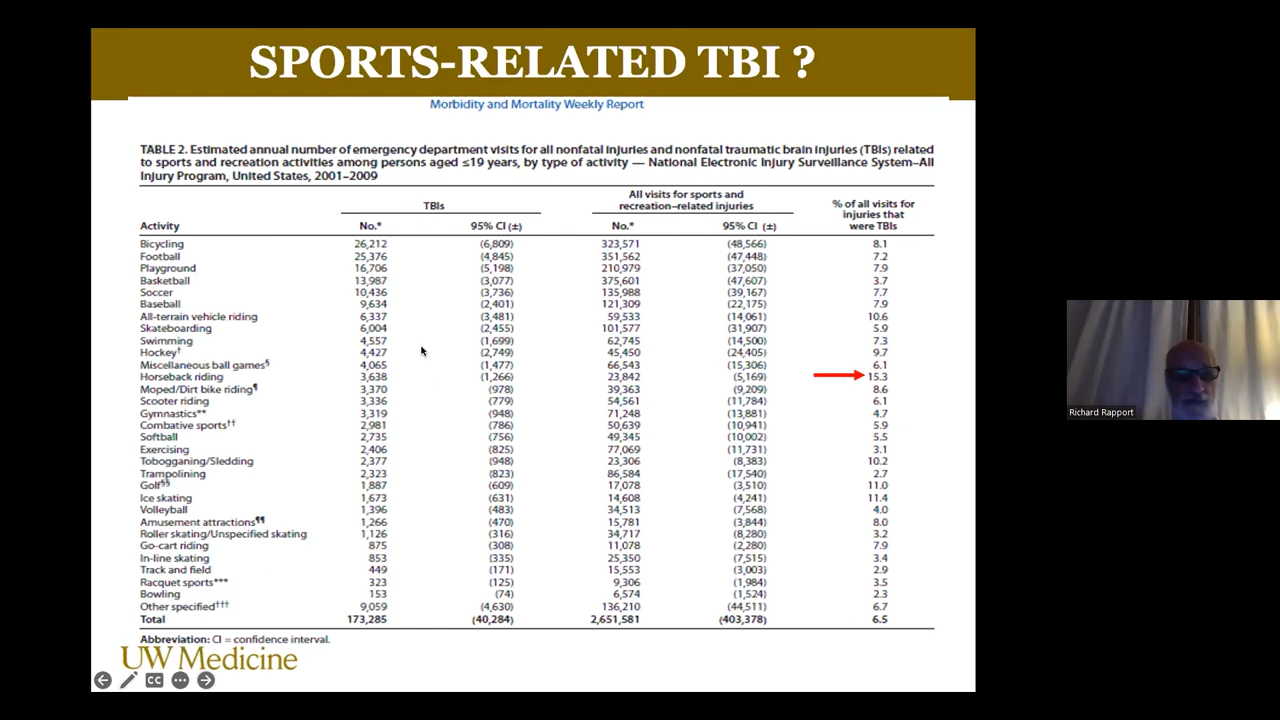 SPORTS-RELATED TBI ?
Morbidity and Mortality Weekly Report
TABLE 2. Estimated annual number of emergency department visits for all nonfatal injuries and nonfatal traumatic brain injuries (TBIs) related
to sports and recreation activities among persons aged ≤19 years, by type of activity — National Electronic Injury Surveillance System–All
Injury Program, United States, 2001–2009
TBIs
All visits for sports and
recreation–related injuries
% of all visits for
injuries that
were TBIs
Activity No.* 95% CI (±) No.* 95% CI (±)
Bicycling 26,212 (6,809) 323,571 (48,566) 8.1
Football 25,376 (4,845) 351,562 (47,448) 7.2
Playground 16,706 (5,198) 210,979 (37,050) 7.9
Basketball 13,987 (3,077) 375,601 (47,607) 3.7
Soccer 10,436 (3,736) 135,988 (39,167) 7.7
Baseball 9,634 (2,401) 121,309 (22,175) 7.9
All-terrain vehicle riding 6,337 (3,481) 59,533 (14,061) 10.6
Skateboarding 6,004 (2,455) 101,577 (31,907) 5.9
Swimming 4,557 (1,699) 62,745 (14,500) 7.3
Hockey† 4,427 (2,749) 45,450 (24,405) 9.7
Miscellaneous ball games§ 4,065 (1,477) 66,543 (15,306) 6.1
Horseback riding 3,638 (1,266) 23,842 (5,169) 15.3
Moped/Dirt bike riding¶ 3,370 (978) 39,363 (9,209) 8.6
Scooter riding 3,336 (779) 54,561 (11,784) 6.1
Gymnastics** 3,319 (948) 71,248 (13,881) 4.7
Combative sports†† 2,981 (786) 50,639 (10,941) 5.9
Softball 2,735 (756) 49,345 (10,002) 5.5
Exercising 2,406 (825) 77,069 (11,731) 3.1
Tobogganing/Sledding 2,377 (948) 23,306 (8,383) 10.2
Trampolining 2,323 (823) 86,584 (17,540) 2.7
Golf§§ 1,887 (609) 17,078 (3,510) 11.0
Ice skating 1,673 (631) 14,608 (4,241) 11.4
Volleyball 1,396 (483) 34,513 (7,568) 4.0
Amusement attractions¶¶ 1,266 (470) 15,781 (3,844) 8.0
Roller skating/Unspecified skating 1,126 (316) 34,717 (8,280) 3.2
Go-cart riding 875 (308) 11,078 (2,280) 7.9
In-line skating 853 (335) 25,350 (7,515) 3.4
Track and field 449 (171) 15,553 (3,003) 2.9
Racquet sports*** 323 (125) 9,306 (1,984) 3.5
Bowling 153 (74) 6,574 (1,524) 2.3
Other specified††† 9,059 (4,630) 136,210 (44,511) 6.7
Total 173,285 (40,284) 2,651,581 (403,378) 6.5
Abbreviation: CI = confidence interval.
UW Medicine
CC
Richard Rapport